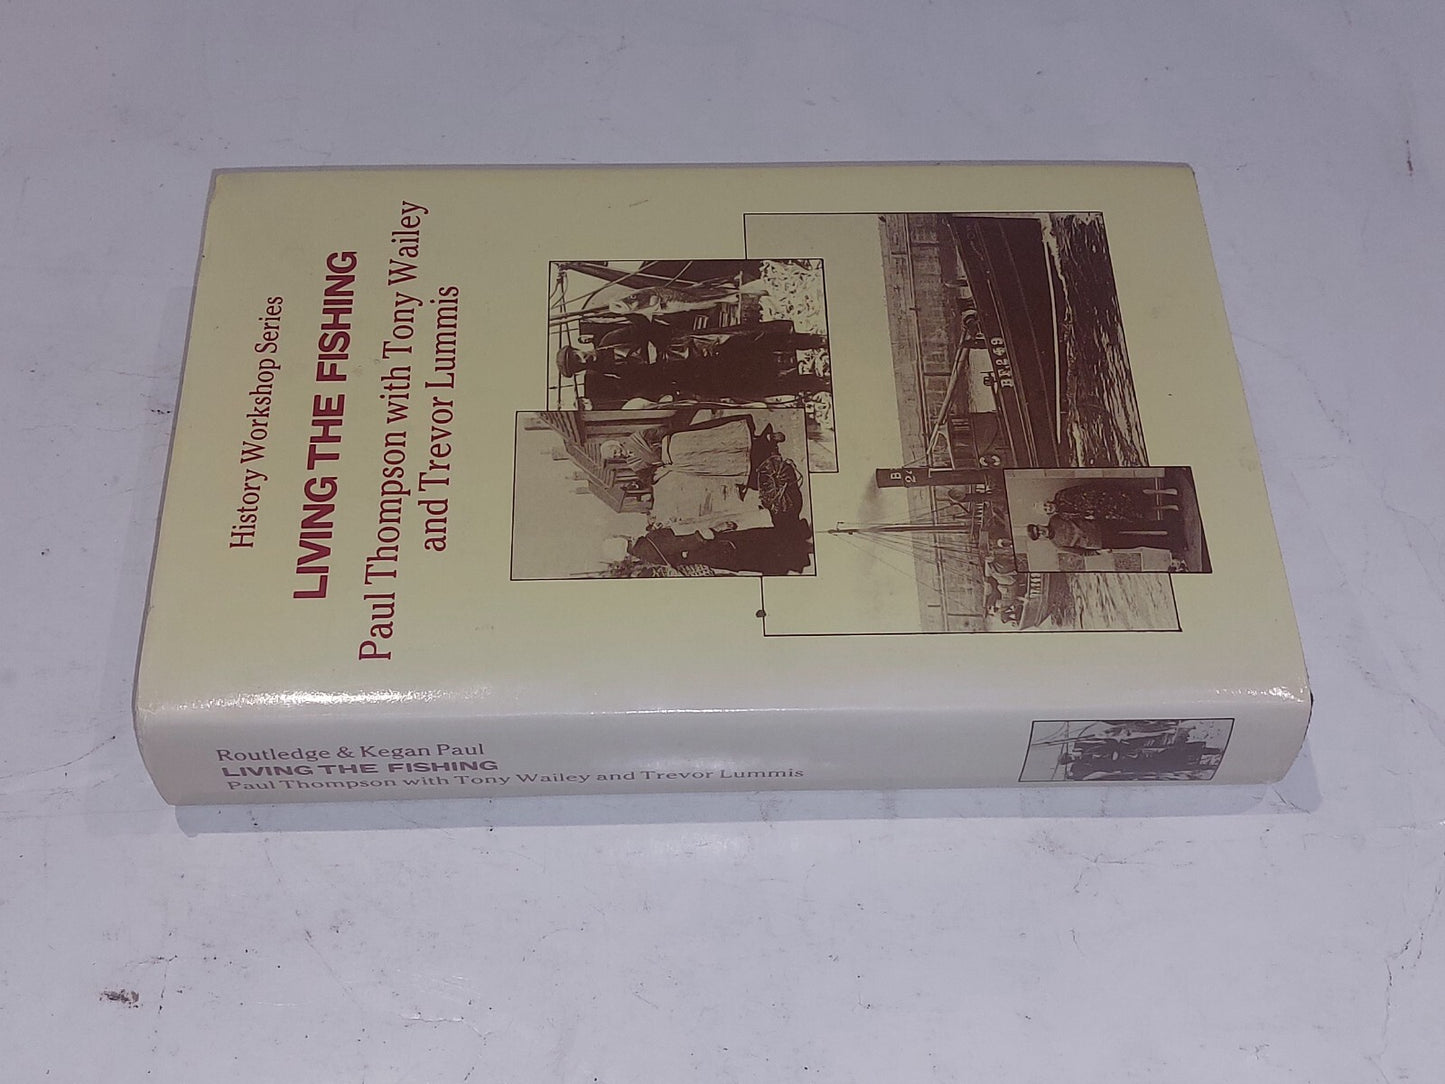 History Workshop Series
LIVING THE FISHING
Paul Thompson with Tony Wailey
and Trevor Lummis
BF249
Routledge & Kegan Paul
LIVING THE FISHING
Paul Thompson with Tony Wailey and Trevor Lummis